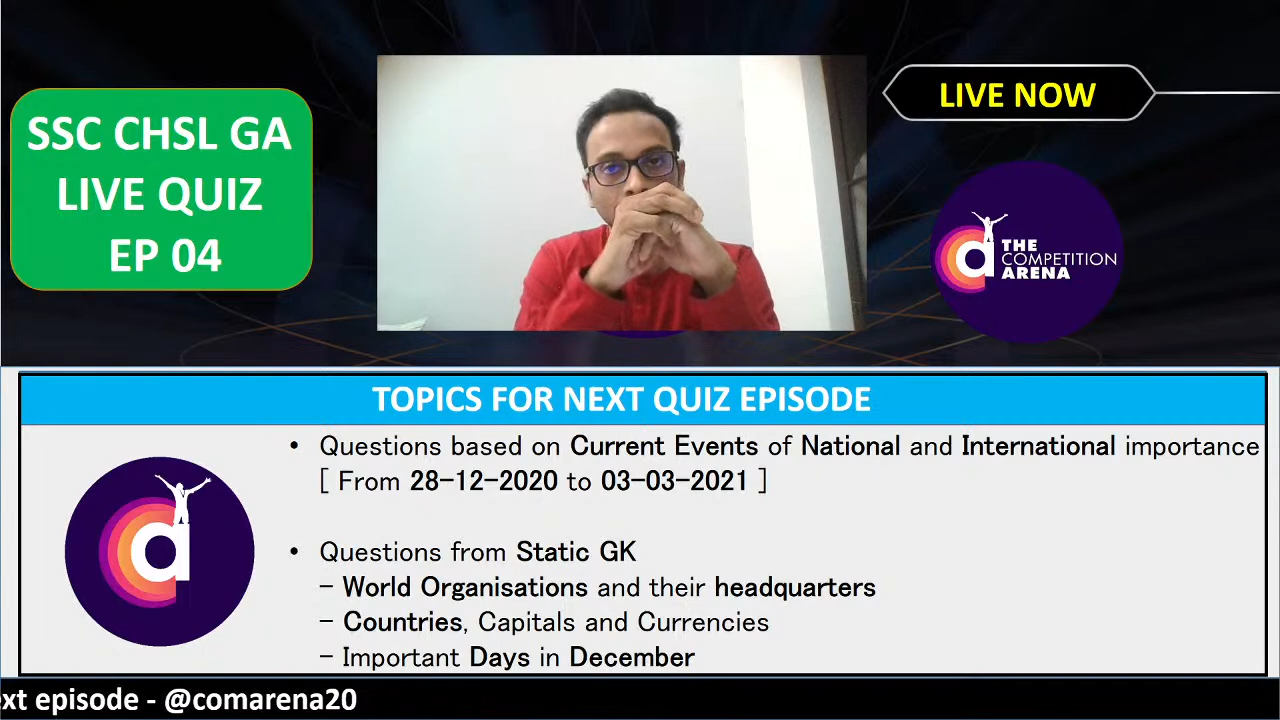 SSC CHSL GA
LIVE QUIZ
EP 04
LIVE NOW
THE
COMPETITION
ARENA
TOPICS FOR NEXT QUIZ EPISODE
• Questions based on Current Events of National and International importance
[ From 28-12-2020 to 03-03-2021 ]
• Questions from Static GK
- World Organisations and their headquarters
- Countries, Capitals and Currencies
- Important Days in December
ext episode - @comarena20